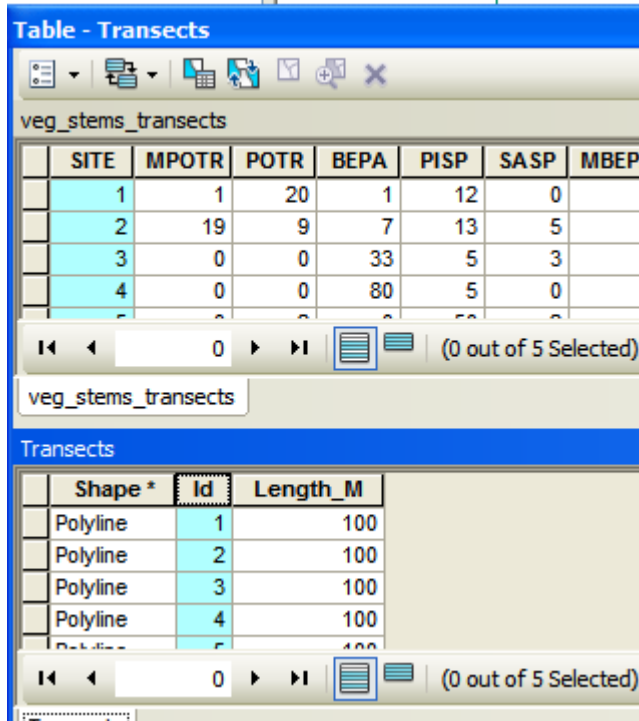 Table - Transects
veg_stems_transects
SITE MPOTR POTR BEPA PISP SASP MBEP
1 1 20 1 12 0
2 19 9 7 13 5
3 0 0 33 5 3
4 0 0 80 5 0
0 (0 out of 5 Selected)
veg_stems_transects
Transects
Shape * Id Length_M
Polyline 1 100
Polyline 2 100
Polyline 3 100
Polyline 4 100
0 (0 out of 5 Selected)